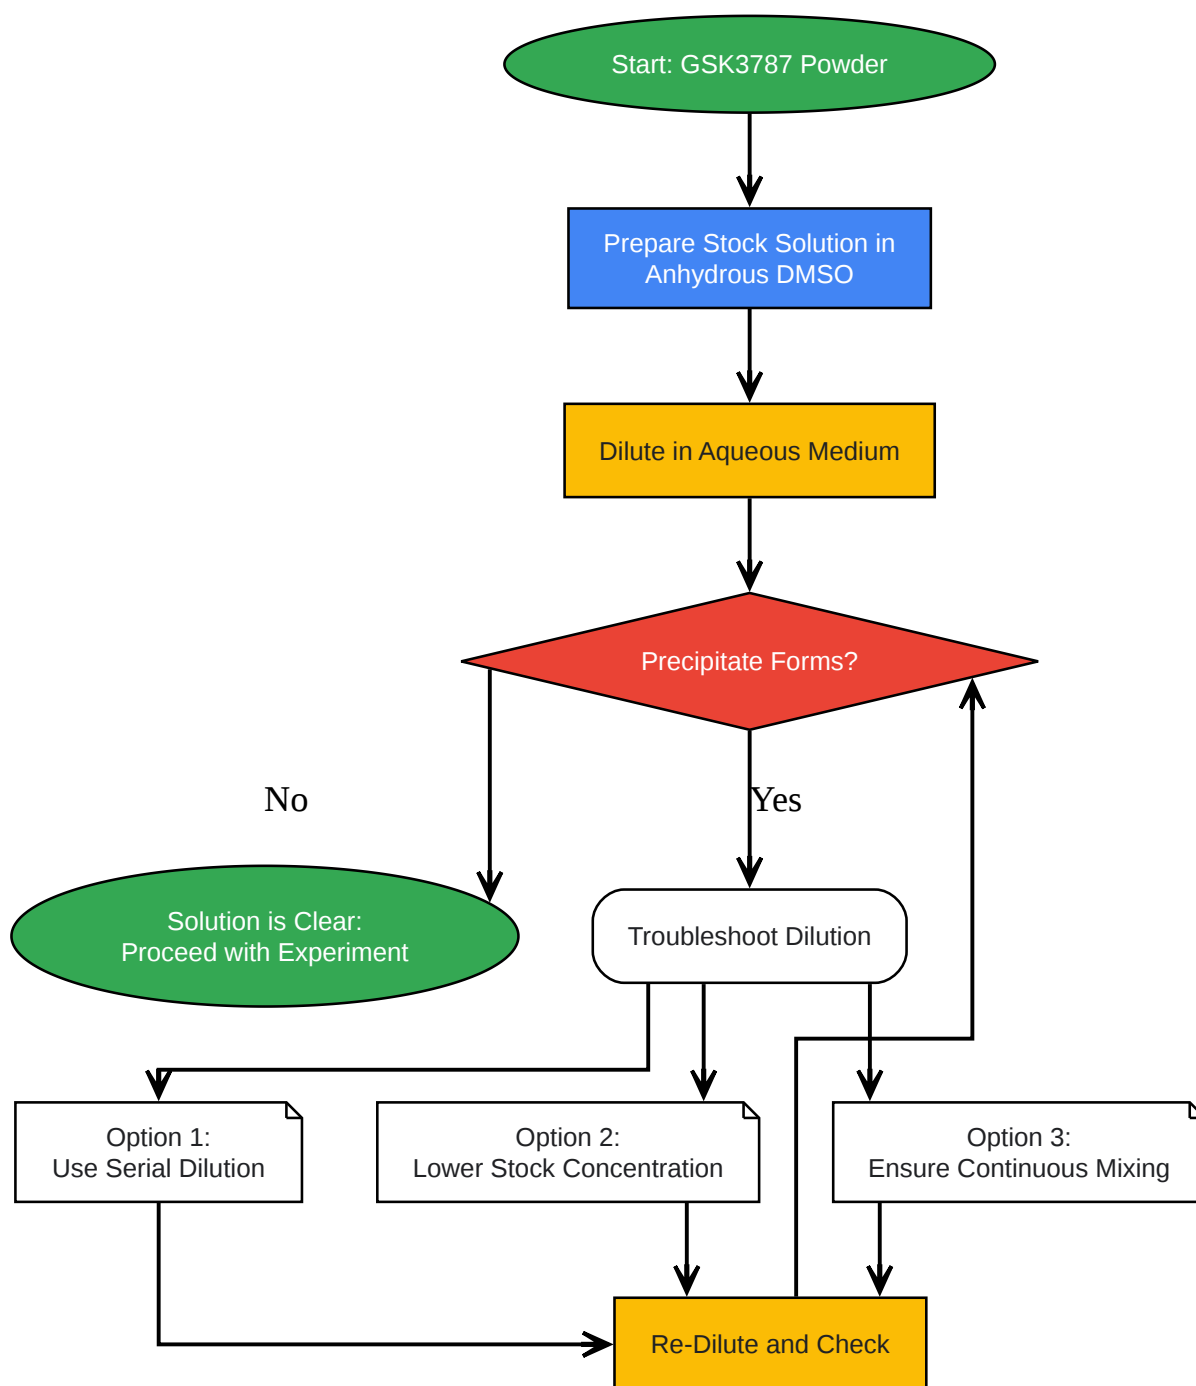 Start: GSK3787 Powder
Prepare Stock Solution in
Anhydrous DMSO
Dilute in Aqueous Medium
Precipitate Forms?
No
Yes
Solution is Clear:
Proceed with Experiment
Troubleshoot Dilution
Option 1:
Use Serial Dilution
Option 2:
Lower Stock Concentration
Option 3:
Ensure Continuous Mixing
Re-Dilute and Check